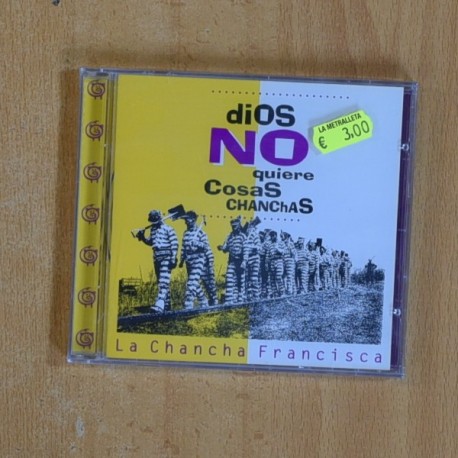 diOS
NO
quiere
CosaS
CHANChAS
LA METRALLETA
€ 3,00
La Chancha Francisca